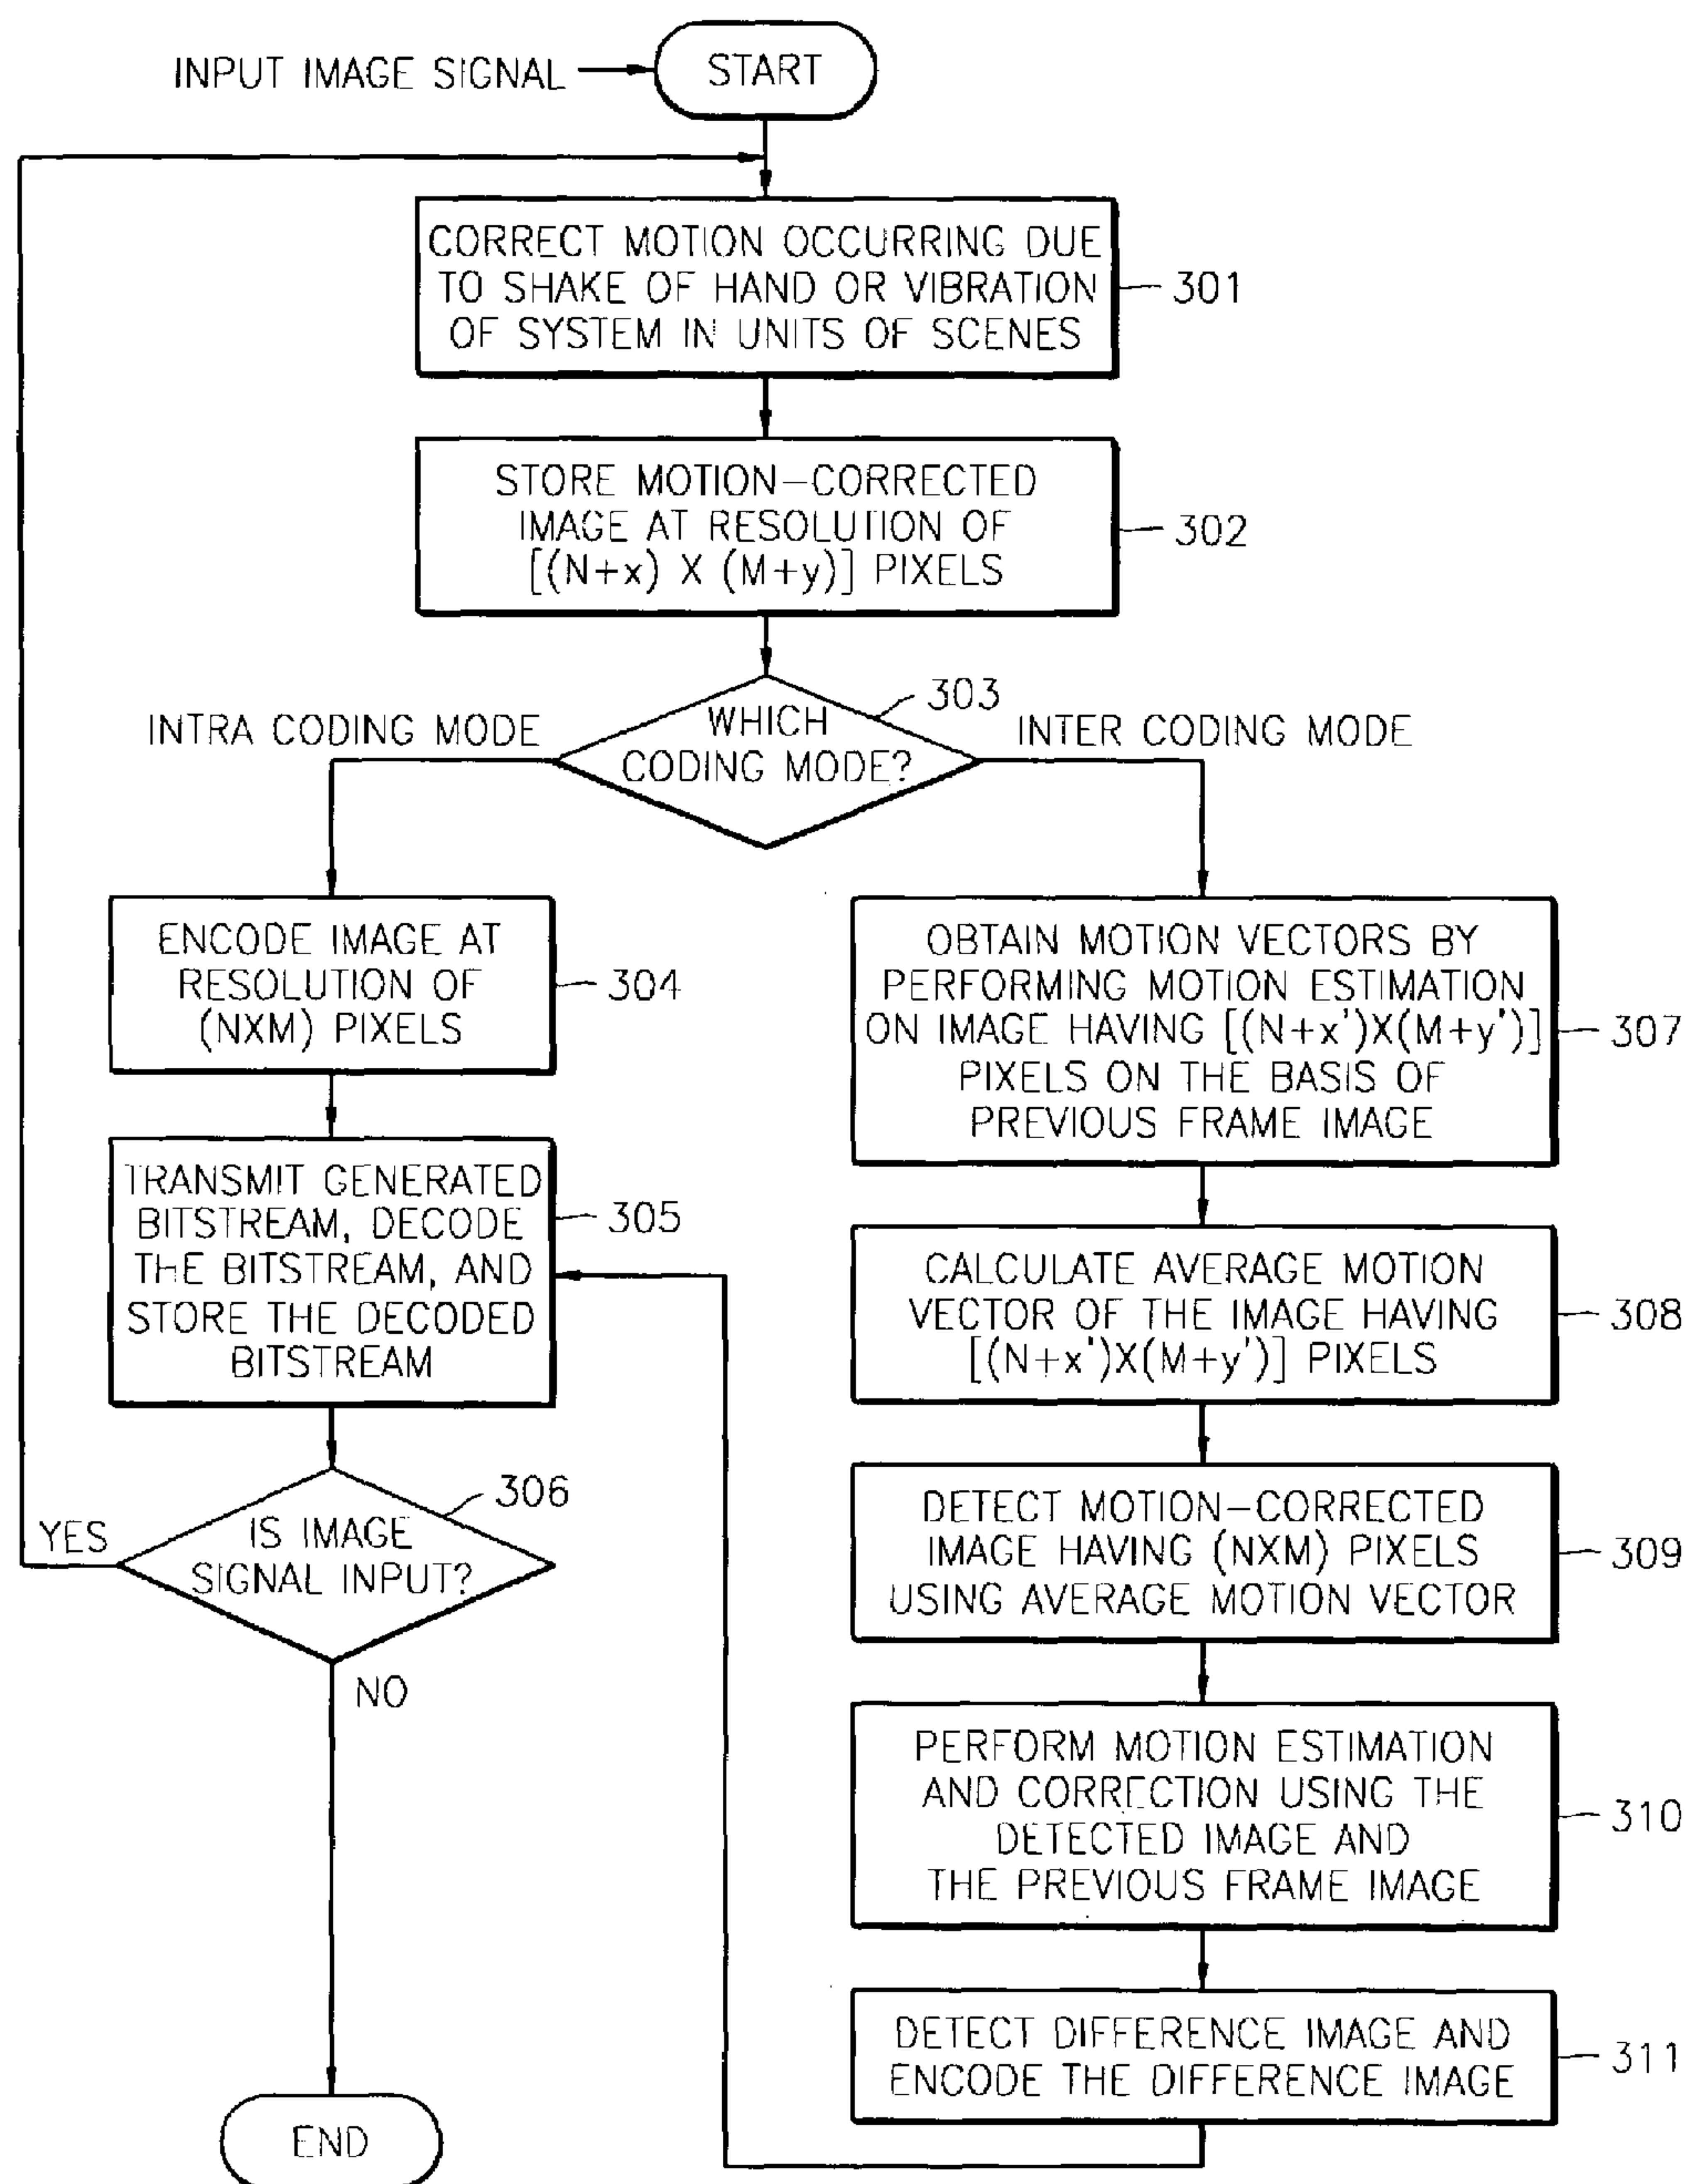 INPUT IMAGE SIGNAL
START
CORRECT MOTION OCCURRING DUE
TO SHAKE OF HAND OR VIBRATION
OF SYSTEM IN UNITS OF SCENES
301
STORE MOTION-CORRECTED
IMAGE AT RESOLUTION OF
[(N+x) X (M+y)] PIXELS
302
303
WHICH
CODING MODE?
INTRA CODING MODE
INTER CODING MODE
ENCODE IMAGE AT
RESOLUTION OF
(NXM) PIXELS
304
TRANSMIT GENERATED
BITSTREAM, DECODE
THE BITSTREAM, AND
STORE THE DECODED
BITSTREAM
305
306
IS IMAGE
SIGNAL INPUT?
YES
NO
END
OBTAIN MOTION VECTORS BY
PERFORMING MOTION ESTIMATION
ON IMAGE HAVING [(N+x')X(M+y')]
PIXELS ON THE BASIS OF
PREVIOUS FRAME IMAGE
307
CALCULATE AVERAGE MOTION
VECTOR OF THE IMAGE HAVING
[(N+x')X(M+y')] PIXELS
308
DETECT MOTION-CORRECTED
IMAGE HAVING (NXM) PIXELS
USING AVERAGE MOTION VECTOR
309
PERFORM MOTION ESTIMATION
AND CORRECTION USING THE
DETECTED IMAGE AND
THE PREVIOUS FRAME IMAGE
310
DETECT DIFFERENCE IMAGE AND
ENCODE THE DIFFERENCE IMAGE
311